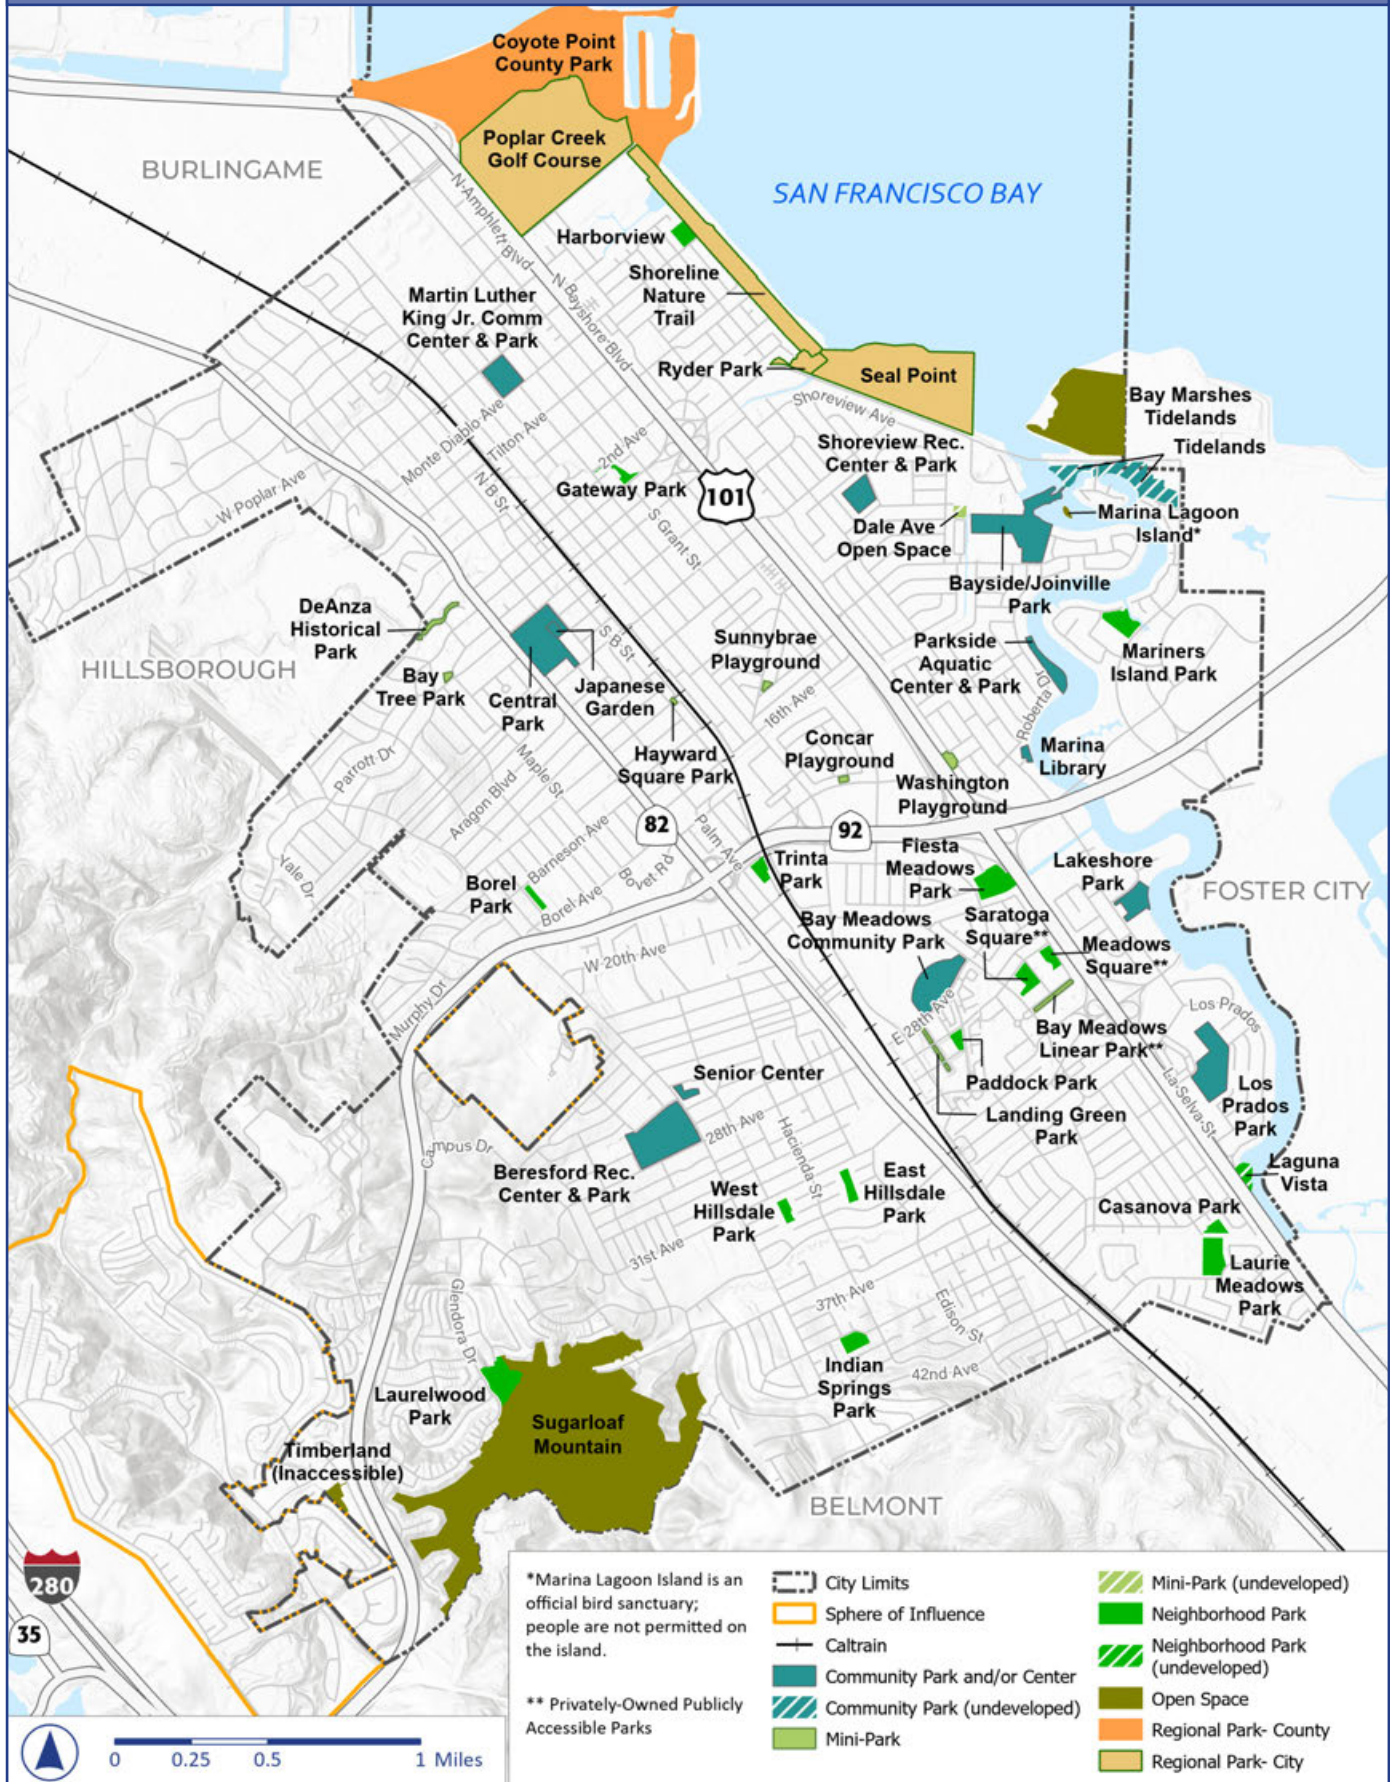 Coyote Point
County Park
Poplar Creek
Golf Course
BURLINGAME
SAN FRANCISCO BAY
N Amphlett Blvd
Harborview
N Bayshore Blvd
Shoreline
Nature
Trail
Martin Luther
King Jr. Comm
Center & Park
Ryder Park
Seal Point
Shoreview Ave
Bay Marshes
Tidelands
Tidelands
Monte Diablo Ave
Tilton Ave
2nd Ave
Shoreview Rec.
Center & Park
W Poplar Ave
N B St
Gateway Park
101
Marina Lagoon
Island*
S Grant St
Dale Ave
Open Space
Bayside/Joinville
Park
DeAnza
Historical
Park
S B St
Sunnybrae
Playground
Parkside
Aquatic
Center & Park
Mariners
Island Park
HILLSBOROUGH
Bay
Tree Park
Central
Park
Japanese
Garden
16th Ave
Roberta Dr
Hayward
Square Park
Concar
Playground
Marina
Library
Parrott Dr
Maple St
Washington
Playground
Aragon Blvd
82
Palm Ave
92
Barneson Ave
Yale Dr
Bovet Rd
Trinta
Park
Fiesta
Meadows
Park
Lakeshore
Park
FOSTER CITY
Borel
Park
Borel Ave
Bay Meadows
Community Park
Saratoga
Square**
Meadows
Square**
W 20th Ave
Murphy Dr
E 28th Ave
Los Prados
Bay Meadows
Linear Park**
Senior Center
Paddock Park
Los
Prados
Park
La Selva St
Landing Green
Park
28th Ave
Hacienda St
Campus Dr
Beresford Rec.
Center & Park
West
Hillsdale
Park
East
Hillsdale
Park
Laguna
Vista
Casanova Park
31st Ave
Laurie
Meadows
Park
Glendora Dr
37th Ave
Edison St
Indian
Springs
Park
42nd Ave
Laurelwood
Park
Sugarloaf
Mountain
Timberland
(Inaccessible)
BELMONT
280
35
*Marina Lagoon Island is an
official bird sanctuary;
people are not permitted on
the island.
** Privately-Owned Publicly
Accessible Parks
City Limits
Sphere of Influence
Caltrain
Community Park and/or Center
Community Park (undeveloped)
Mini-Park
Mini-Park (undeveloped)
Neighborhood Park
Neighborhood Park
(undeveloped)
Open Space
Regional Park- County
Regional Park- City
0 0.25 0.5 1 Miles